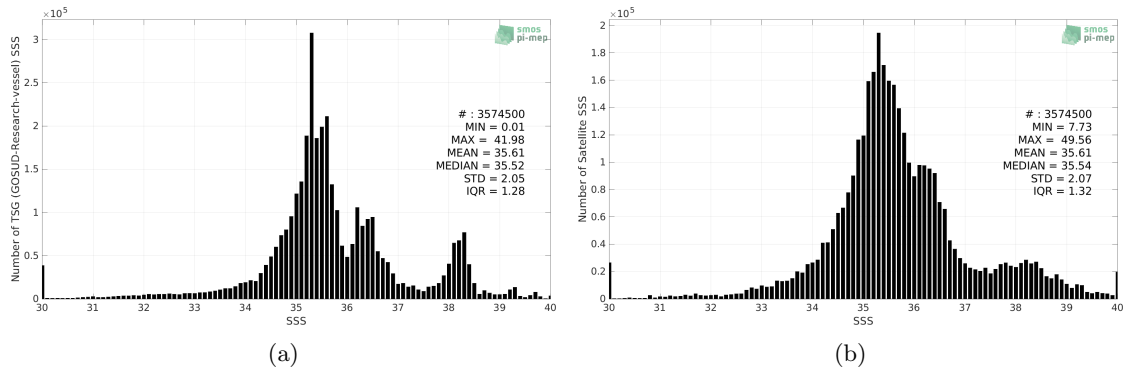 ×10⁵
3
2.5
2
1.5
1
0.5
0
Number of TSG (GOSUD-Research-vessel) SSS
smos
pi-mep
# : 3574500
MIN = 0.01
MAX = 41.98
MEAN = 35.61
MEDIAN = 35.52
STD = 2.05
IQR = 1.28
30 31 32 33 34 35 36 37 38 39 40
SSS
(a)
×10⁵
2
1.8
1.6
1.4
1.2
1
0.8
0.6
0.4
0.2
0
Number of Satellite SSS
smos
pi-mep
# : 3574500
MIN = 7.73
MAX = 49.56
MEAN = 35.61
MEDIAN = 35.54
STD = 2.07
IQR = 1.32
30 31 32 33 34 35 36 37 38 39 40
SSS
(b)